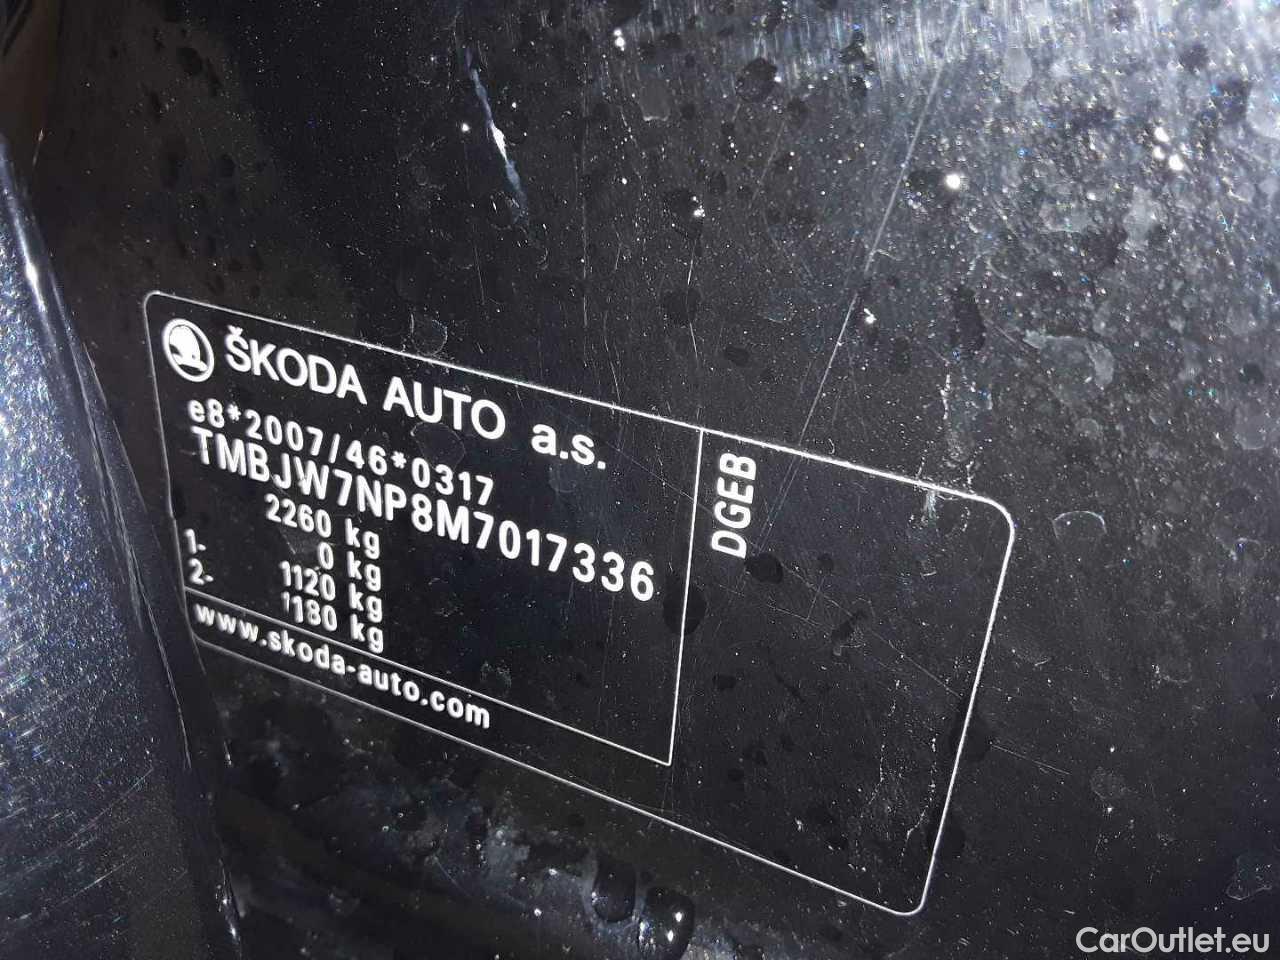 ŠKODA AUTO a.s.
e8*2007/46*0317
TMBJW7NP8M7017336
2260 kg
0 kg
1- 1120 kg
2- 1180 kg
www.skoda-auto.com
DGEB
CarOutlet.eu